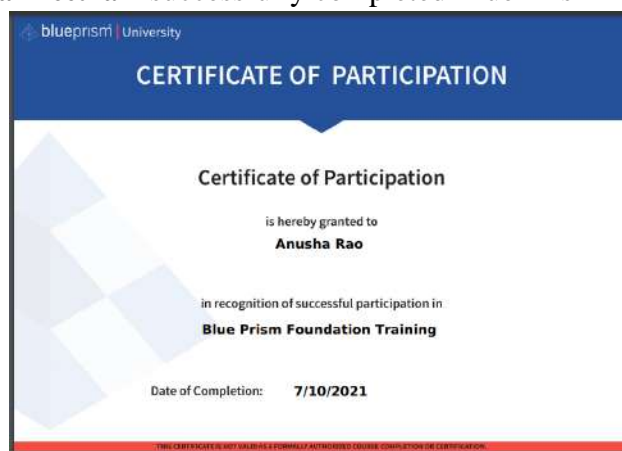 blueprism | University
CERTIFICATE OF PARTICIPATION
Certificate of Participation
is hereby granted to
Anusha Rao
in recognition of successful participation in
Blue Prism Foundation Training
Date of Completion: 7/10/2021
THIS CERTIFICATE IS NOT VALID AS A FORMALLY AUTHORISED COURSE COMPLETION OR CERTIFICATION.